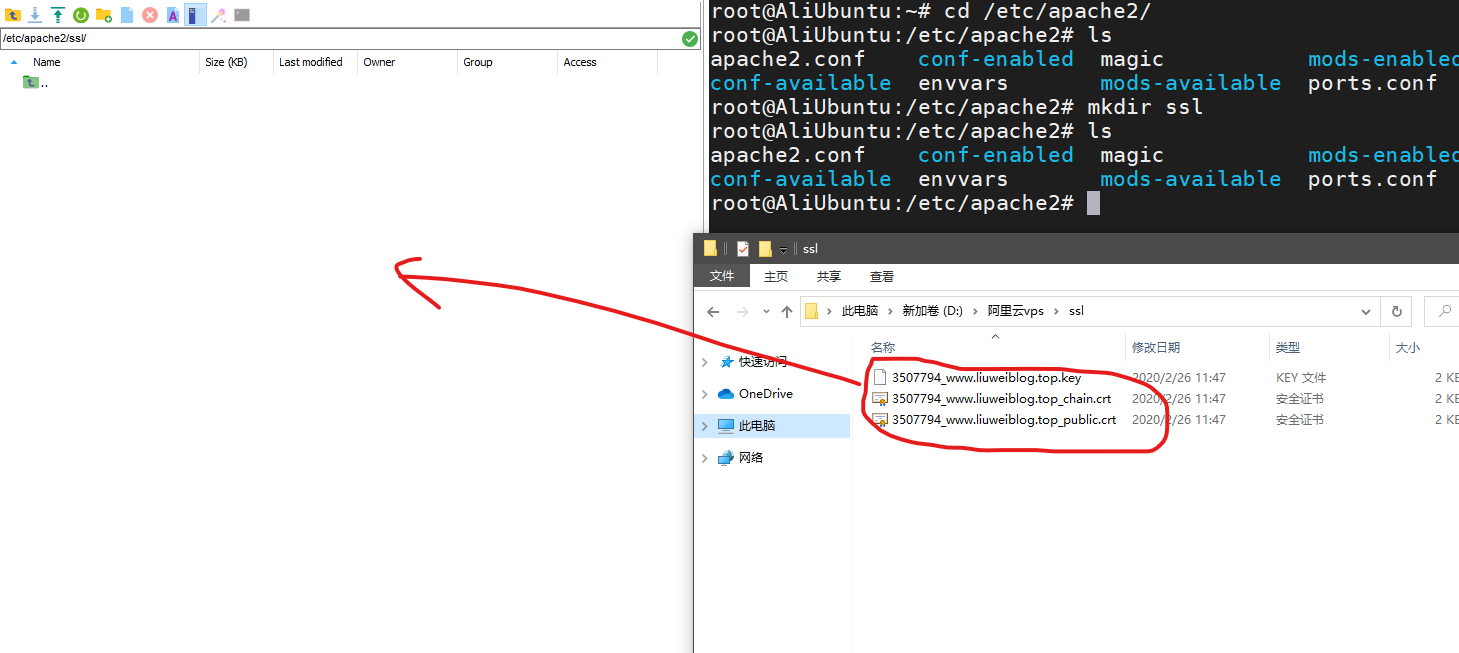 /etc/apache2/ssl/
Name Size (KB) Last modified Owner Group Access
..
root@AliUbuntu:~# cd /etc/apache2/
root@AliUbuntu:/etc/apache2# ls
apache2.conf conf-enabled magic mods-enabled
conf-available envvars mods-available ports.conf
root@AliUbuntu:/etc/apache2# mkdir ssl
root@AliUbuntu:/etc/apache2# ls
apache2.conf conf-enabled magic mods-enabled
conf-available envvars mods-available ports.conf
root@AliUbuntu:/etc/apache2#
ssl
文件 主页 共享 查看
此电脑 新加卷 (D:) 阿里云vps ssl
快速访问
OneDrive
此电脑
网络
名称 修改日期 类型 大小
3507794_www.liuweiblog.top.key 2020/2/26 11:47 KEY 文件 2 KB
3507794_www.liuweiblog.top_chain.crt 2020/2/26 11:47 安全证书 2 KB
3507794_www.liuweiblog.top_public.crt 2020/2/26 11:47 安全证书 2 KB